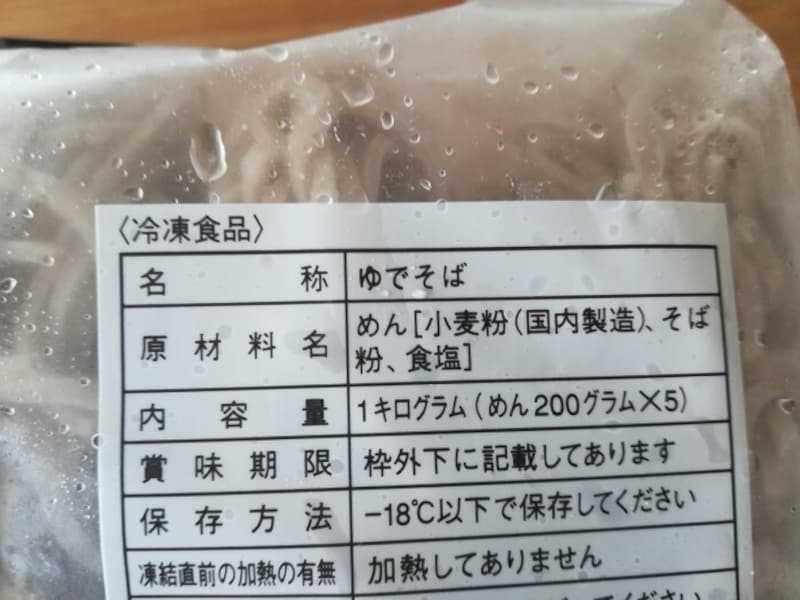 〈冷凍食品〉
名称 ゆでそば
原材料名 めん[小麦粉(国内製造)、そば
粉、食塩]
内容量 1キログラム(めん200グラム×5)
賞味期限 枠外下に記載してあります
保存方法 −18℃以下で保存してください
凍結直前の加熱の有無 加熱してありません
てください